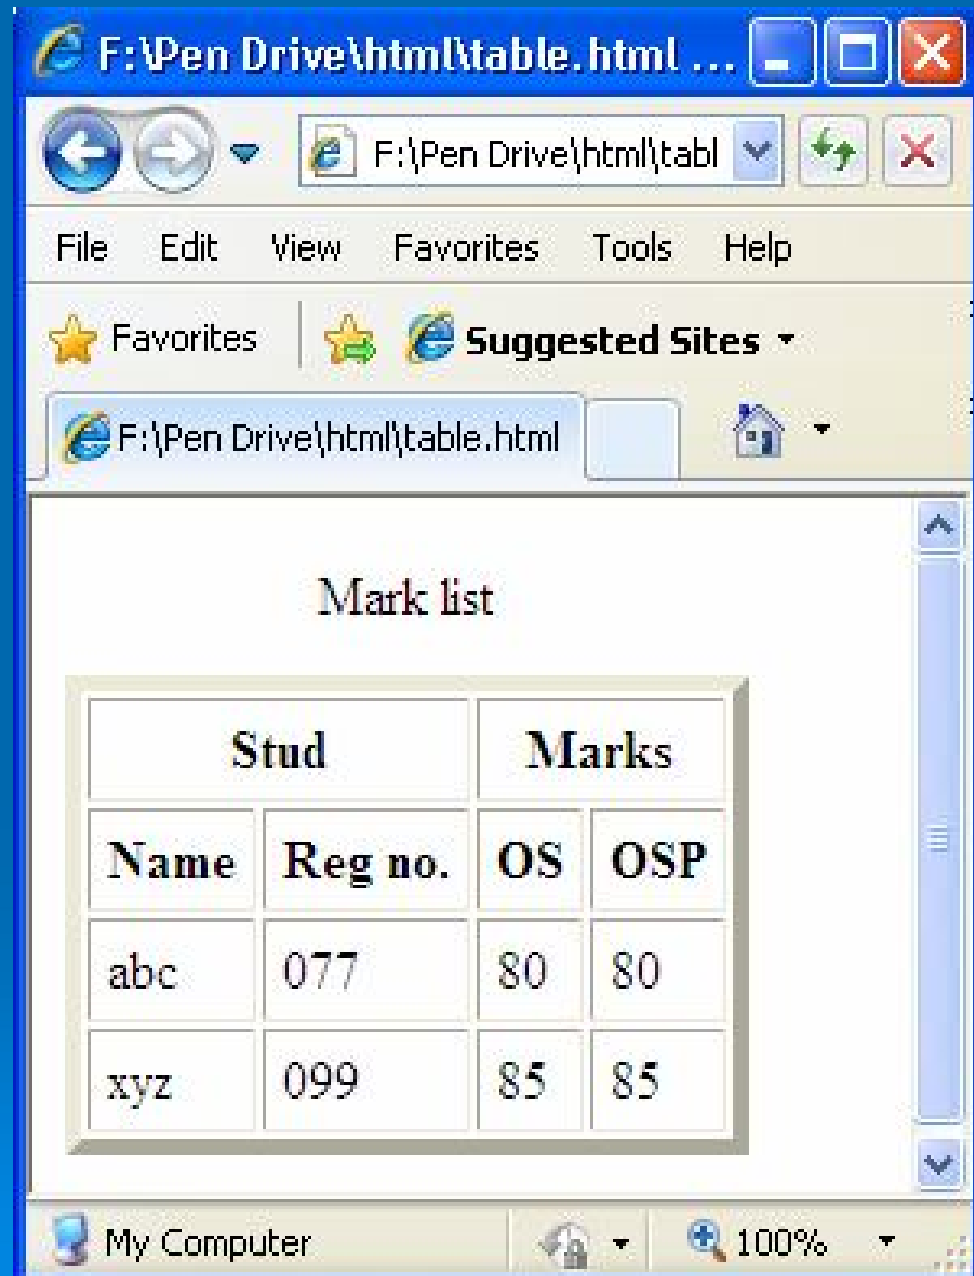 F:\Pen Drive\html\table.html ...
F:\Pen Drive\html\tabl
File Edit View Favorites Tools Help
Favorites Suggested Sites
F:\Pen Drive\html\table.html
Mark list
Stud Marks
Name Reg no. OS OSP
abc 077 80 80
xyz 099 85 85
My Computer 100%